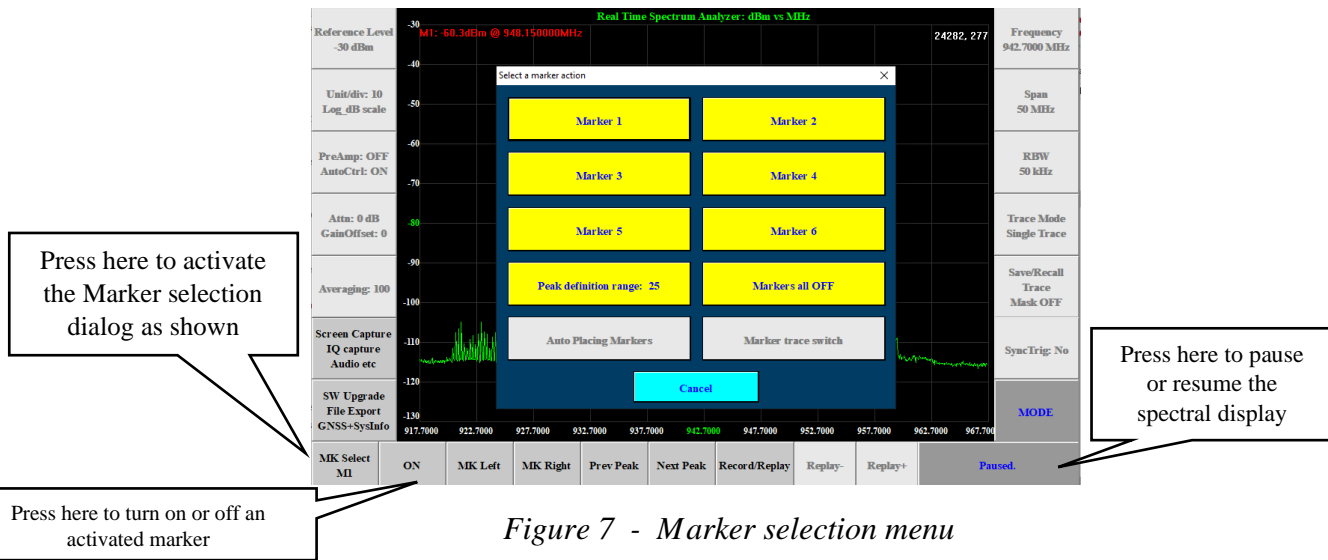 Real Time Spectrum Analyzer: dBm vs MHz
Reference Level
-30 dBm
Unit/div: 10
Log_dB scale
PreAmp: OFF
AutoCtrl: ON
Attn: 0 dB
GainOffset: 0
Averaging: 100
Screen Capture
IQ capture
Audio etc
SW Upgrade
File Export
GNSS+SysInfo
M1: -60.3dBm @ 948.150000MHz
24282, 277
-30
-40
-50
-60
-70
-80
-90
-100
-110
-120
-130
Select a marker action
Marker 1
Marker 2
Marker 3
Marker 4
Marker 5
Marker 6
Peak definition range: 25
Markers all OFF
Auto Placing Markers
Marker trace switch
Cancel
917.7000 922.7000 927.7000 932.7000 937.7000 942.7000 947.7000 952.7000 957.7000 962.7000 967.700
Frequency
942.7000 MHz
Span
50 MHz
RBW
50 kHz
Trace Mode
Single Trace
Save/Recall
Trace
Mask OFF
SyncTrig: No
MODE
MK Select
M1
ON
MK Left
MK Right
Prev Peak
Next Peak
Record/Replay
Replay-
Replay+
Paused.
Press here to activate
the Marker selection
dialog as shown
Press here to pause
or resume the
spectral display
Press here to turn on or off an
activated marker
Figure 7 - Marker selection menu